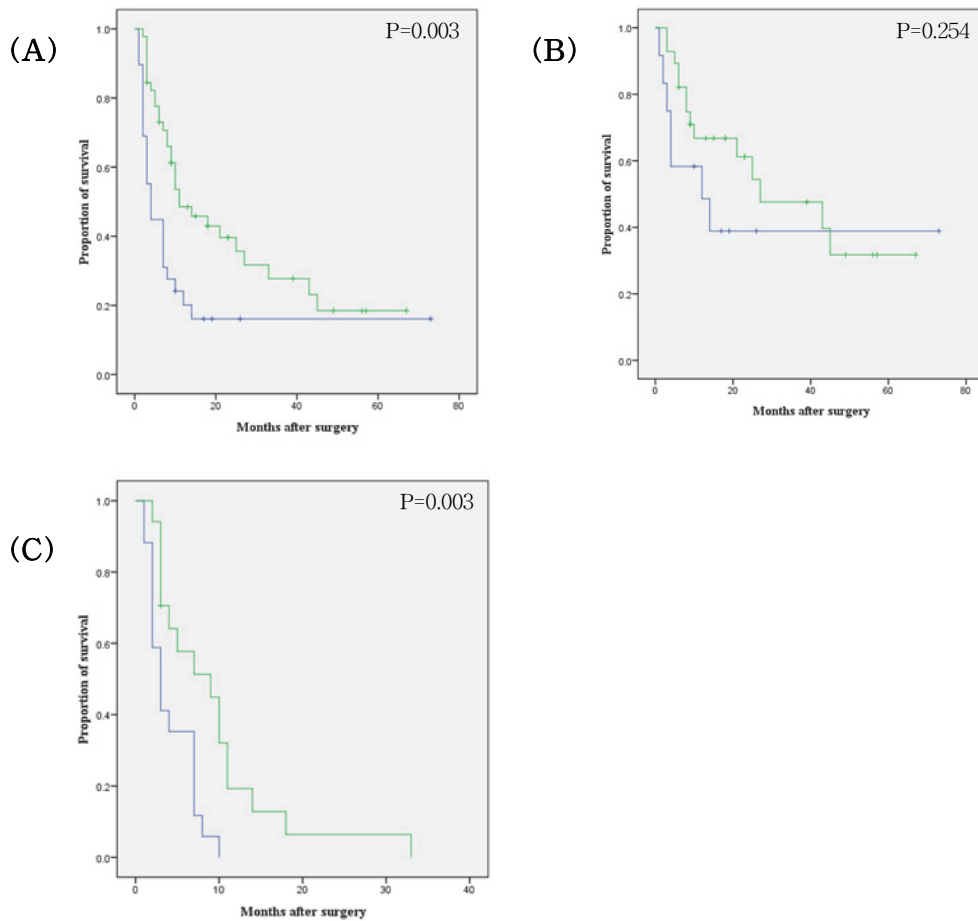 (A)
P=0.003
1.0
0.8
0.6
0.4
0.2
0.0
Proportion of survival
0 20 40 60 80
Months after surgery
(B)
P=0.254
1.0
0.8
0.6
0.4
0.2
0.0
Proportion of survival
0 20 40 60 80
Months after surgery
(C)
P=0.003
1.0
0.8
0.6
0.4
0.2
0.0
Proportion of survival
0 10 20 30 40
Months after surgery